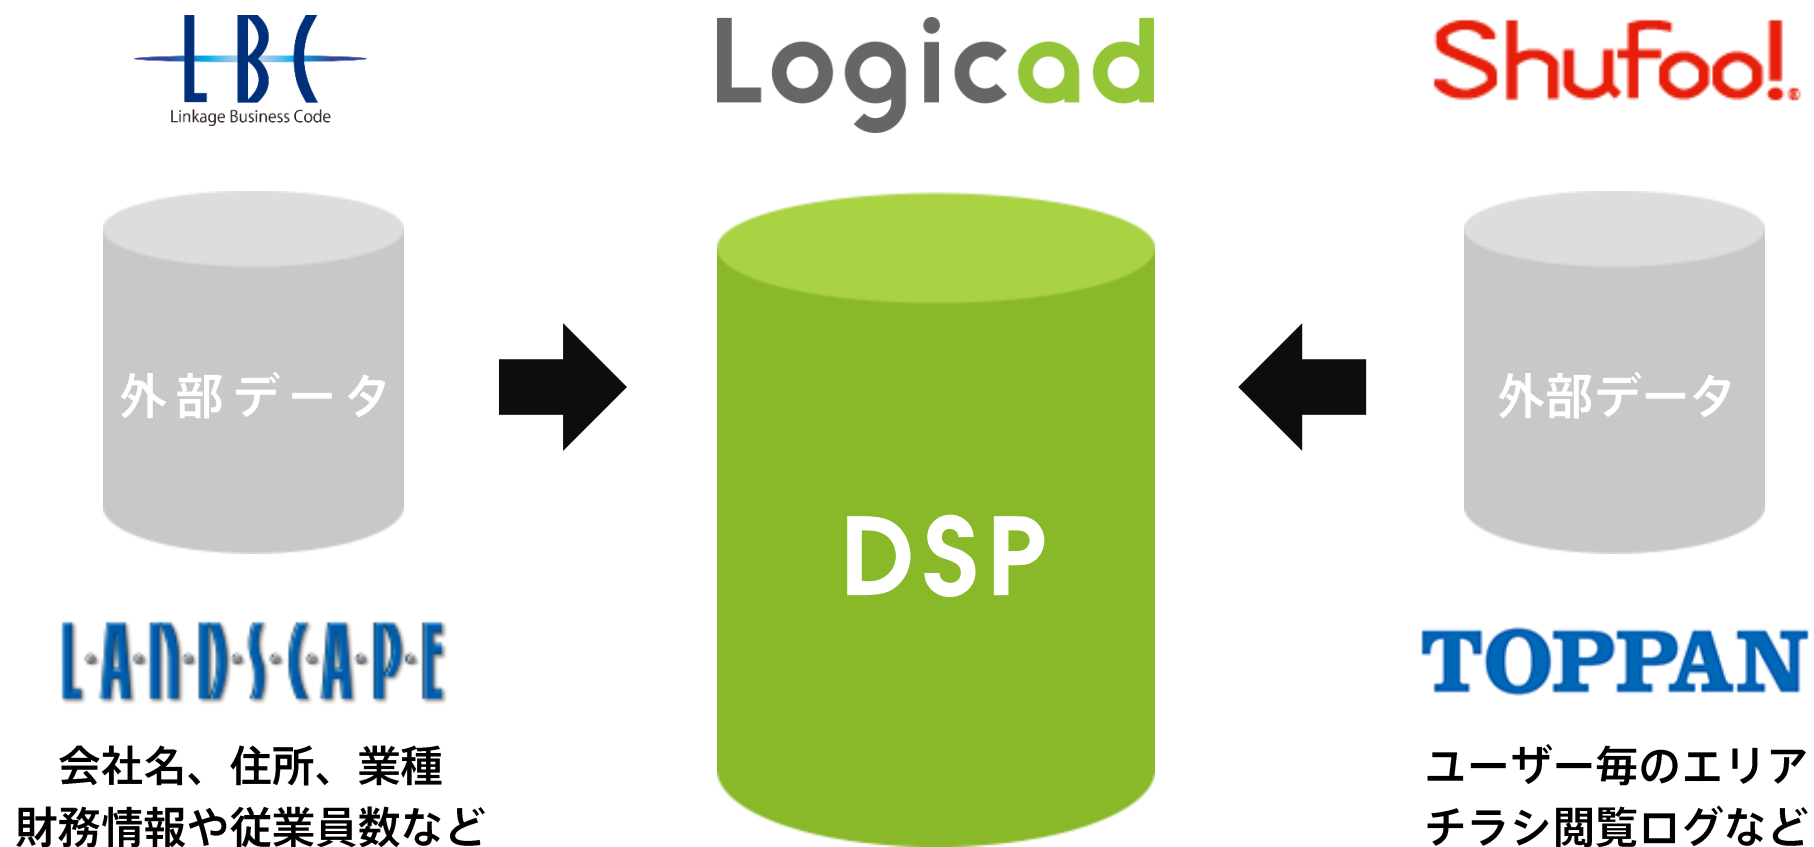 LBC
Linkage Business Code
外部データ
LANDSCAPE
会社名、住所、業種
財務情報や従業員数など
Logicad
DSP
Shufoo!®
外部データ
TOPPAN
ユーザー毎のエリア
チラシ閲覧ログなど